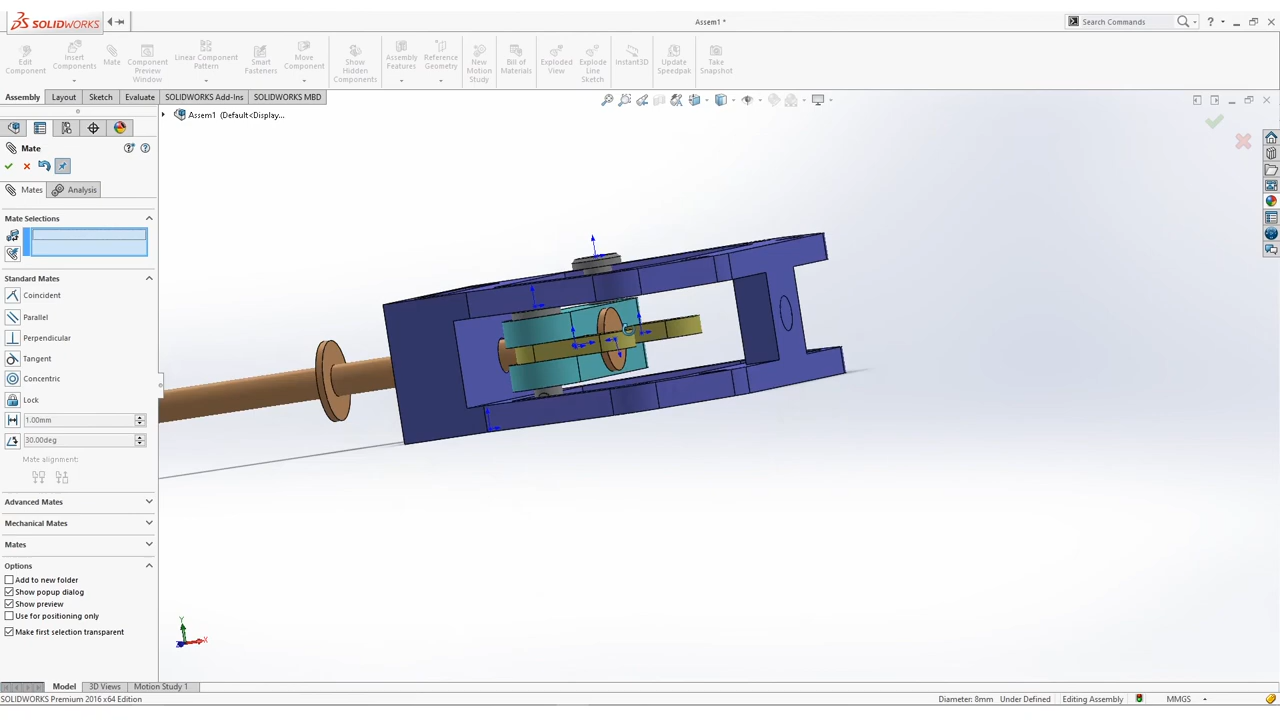 SOLIDWORKS
Assem1 *
Search Commands
?
Edit Component
Insert Components
Mate
Component Preview Window
Linear Component Pattern
Smart Fasteners
Move Component
Show Hidden Components
Assembly Features
Reference Geometry
New Motion Study
Bill of Materials
Exploded View
Explode Line Sketch
Instant3D
Update Speedpak
Take Snapshot
Assembly
Layout
Sketch
Evaluate
SOLIDWORKS Add-Ins
SOLIDWORKS MBD
Assem1 (Default<Display...
Mate
Mates
Analysis
Mate Selections
Standard Mates
Coincident
Parallel
Perpendicular
Tangent
Concentric
Lock
1.00mm
30.00deg
Mate alignment:
Advanced Mates
Mechanical Mates
Mates
Options
Add to new folder
Show popup dialog
Show preview
Use for positioning only
Make first selection transparent
Y
X
Model
3D Views
Motion Study 1
SOLIDWORKS Premium 2016 x64 Edition
Diameter: 8mm
Under Defined
Editing Assembly
MMGS